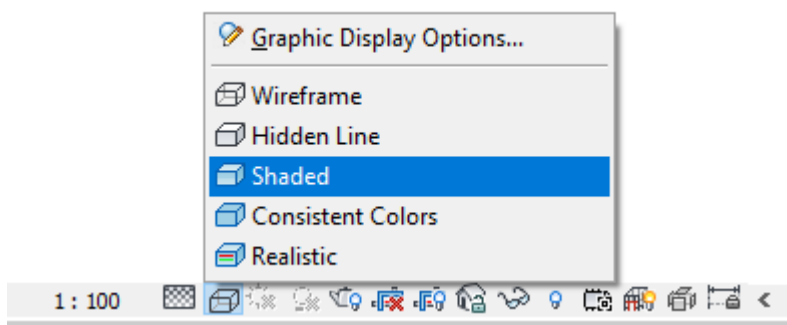 Graphic Display Options...
Wireframe
Hidden Line
Shaded
Consistent Colors
Realistic
1 : 100